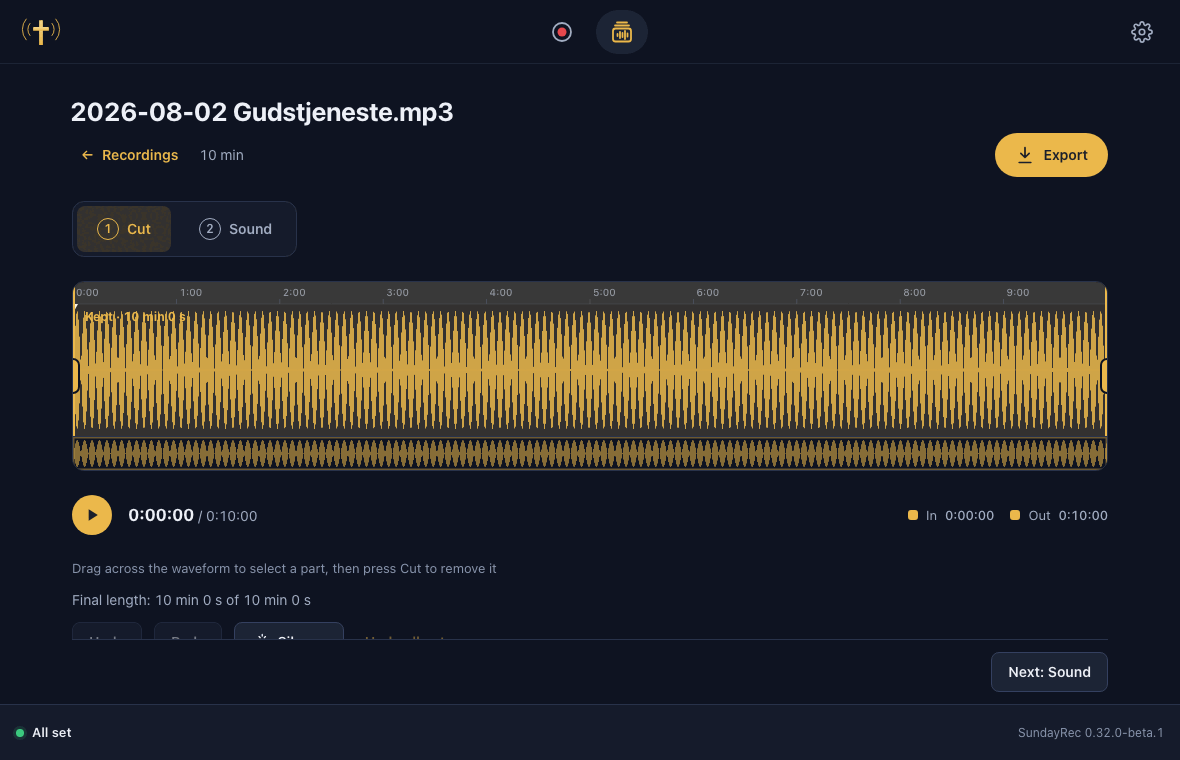 2026-08-02 Gudstjeneste.mp3
← Recordings 10 min
Export
1 Cut 2 Sound
0:00 1:00 2:00 3:00 4:00 5:00 6:00 7:00 8:00 9:00
Kept · 10 min 0 s
0:00:00 / 0:10:00
In 0:00:00 Out 0:10:00
Drag across the waveform to select a part, then press Cut to remove it
Final length: 10 min 0 s of 10 min 0 s
Next: Sound
All set
SundayRec 0.32.0-beta.1